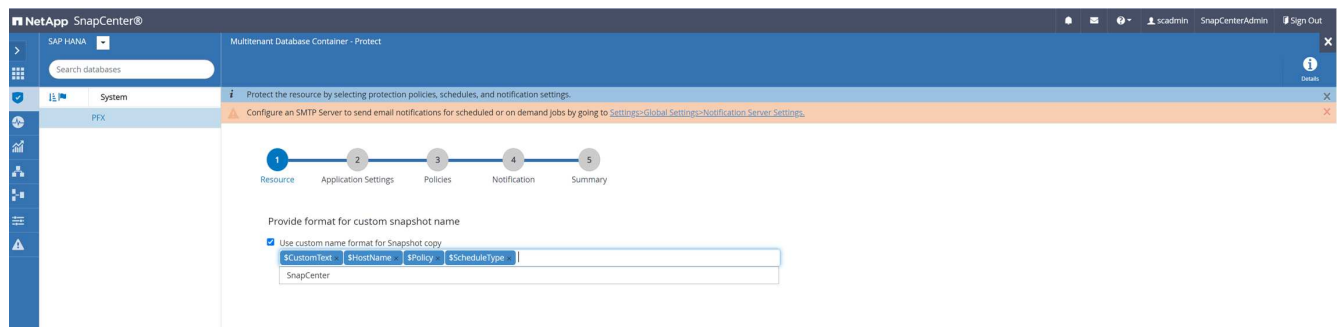 NetApp SnapCenter®
scadmin SnapCenterAdmin Sign Out
SAP HANA
Multitenant Database Container - Protect
Search databases
Details
System
PFX
i Protect the resource by selecting protection policies, schedules, and notification settings.
Configure an SMTP Server to send email notifications for scheduled or on demand jobs by going to Settings>Global Settings>Notification Server Settings.
1 2 3 4 5
Resource Application Settings Policies Notification Summary
Provide format for custom snapshot name
Use custom name format for Snapshot copy
$CustomText × $HostName × $Policy × $ScheduleType ×
SnapCenter